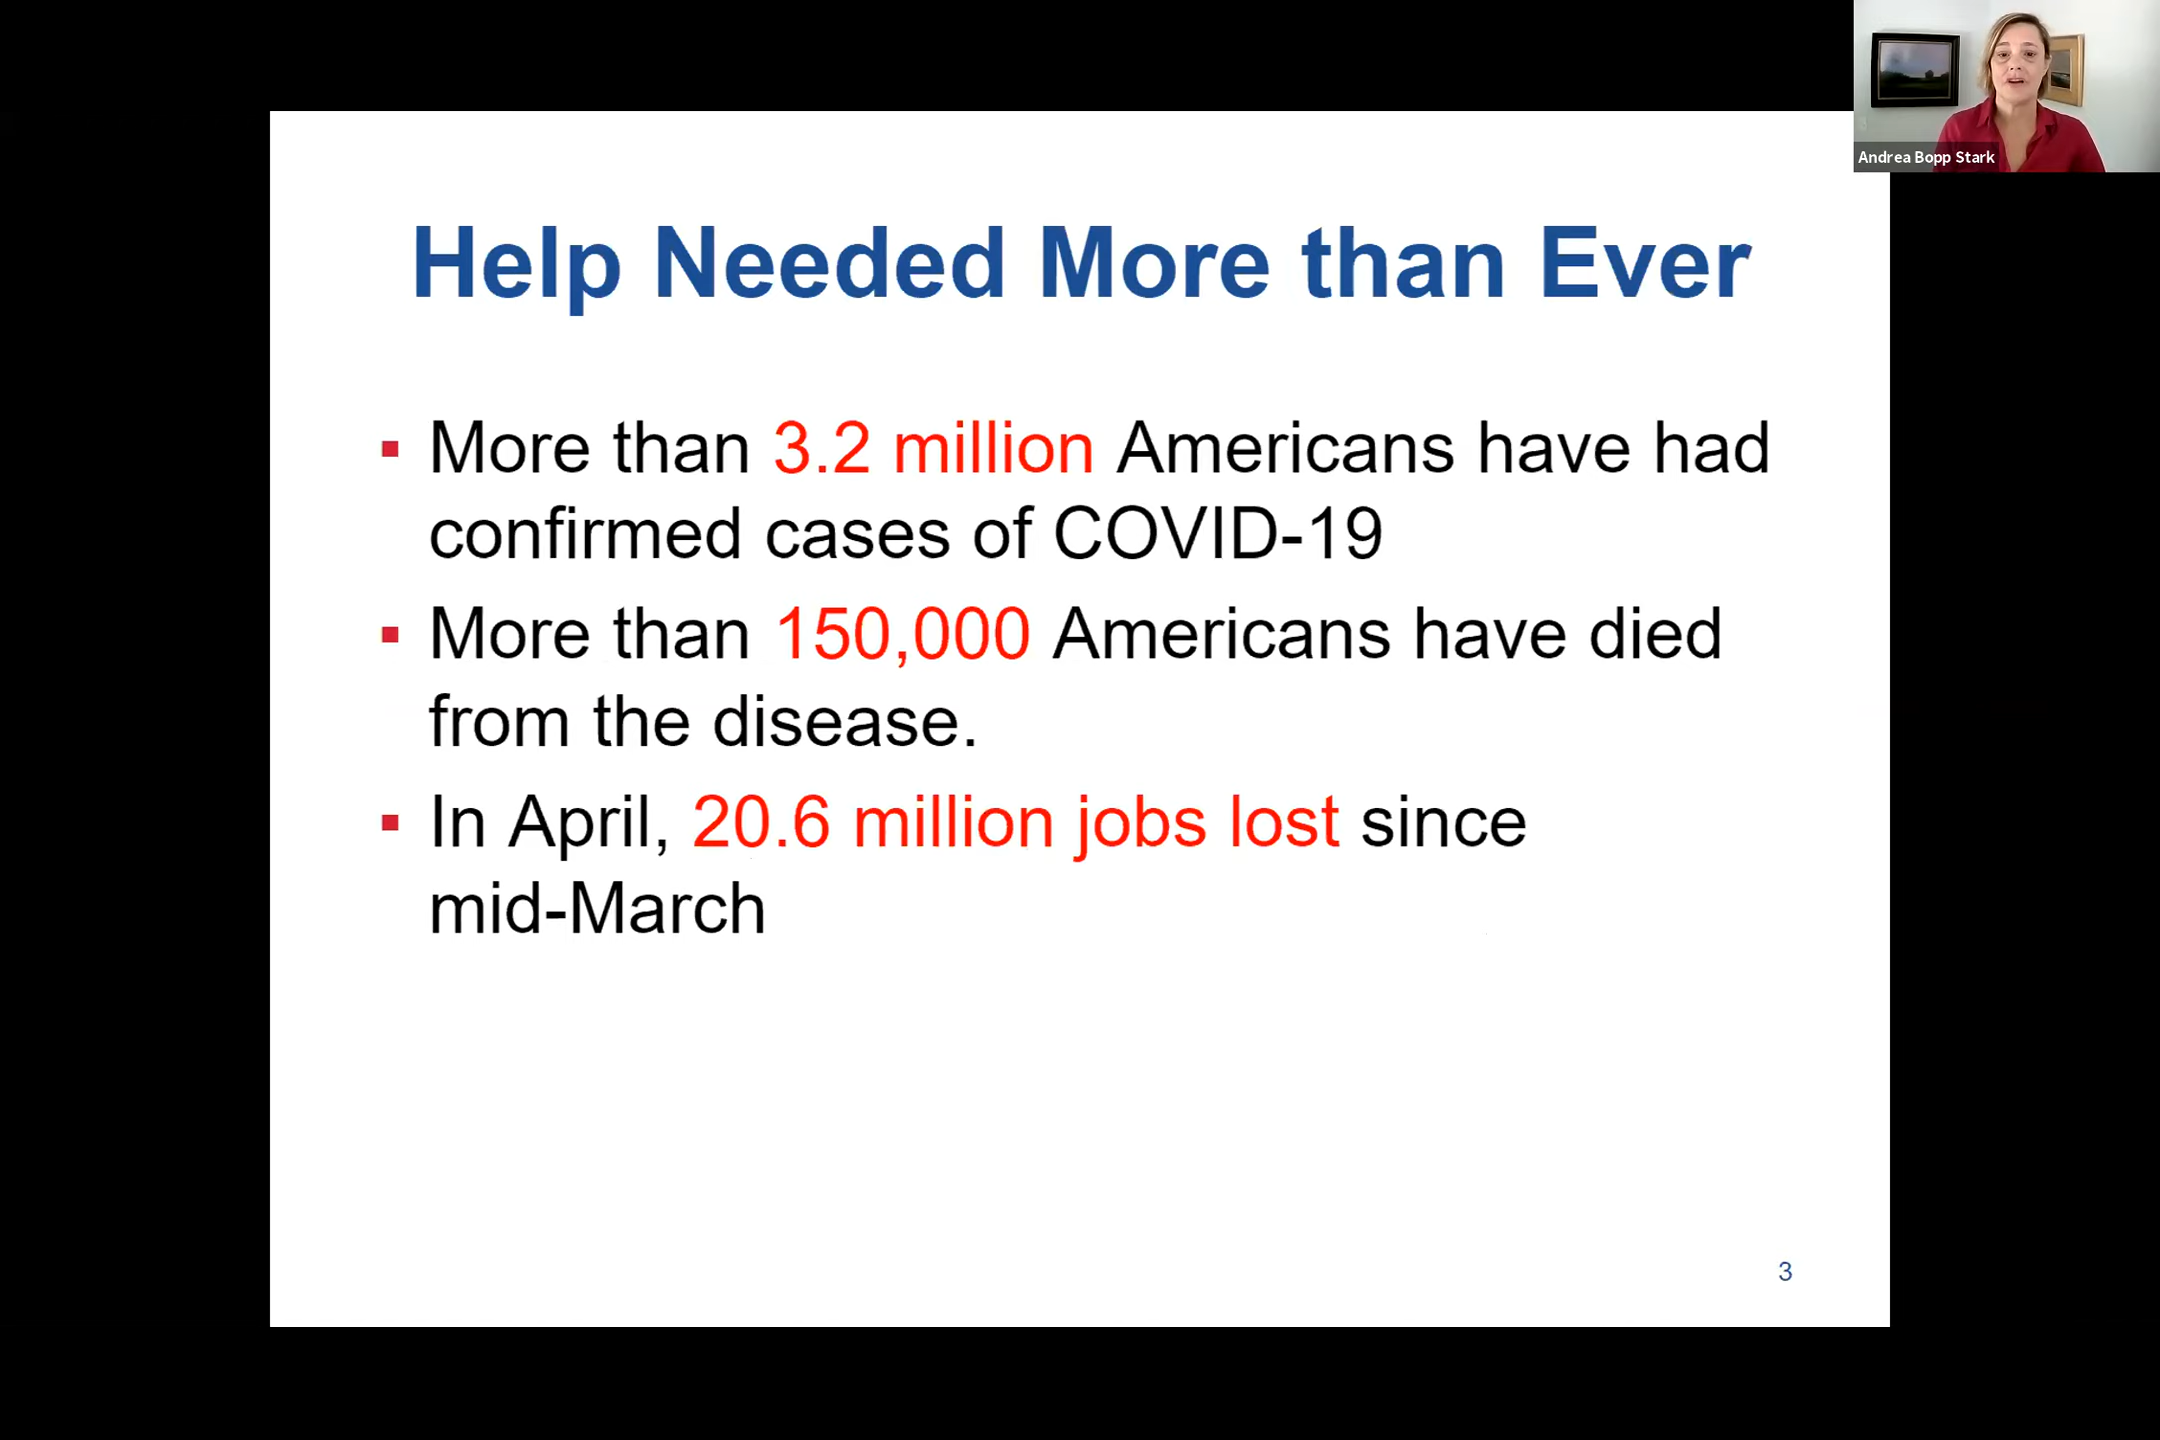 Andrea Bopp Stark
Help Needed More than Ever
▪ More than 3.2 million Americans have had
confirmed cases of COVID-19
▪ More than 150,000 Americans have died
from the disease.
▪ In April, 20.6 million jobs lost since
mid-March
3